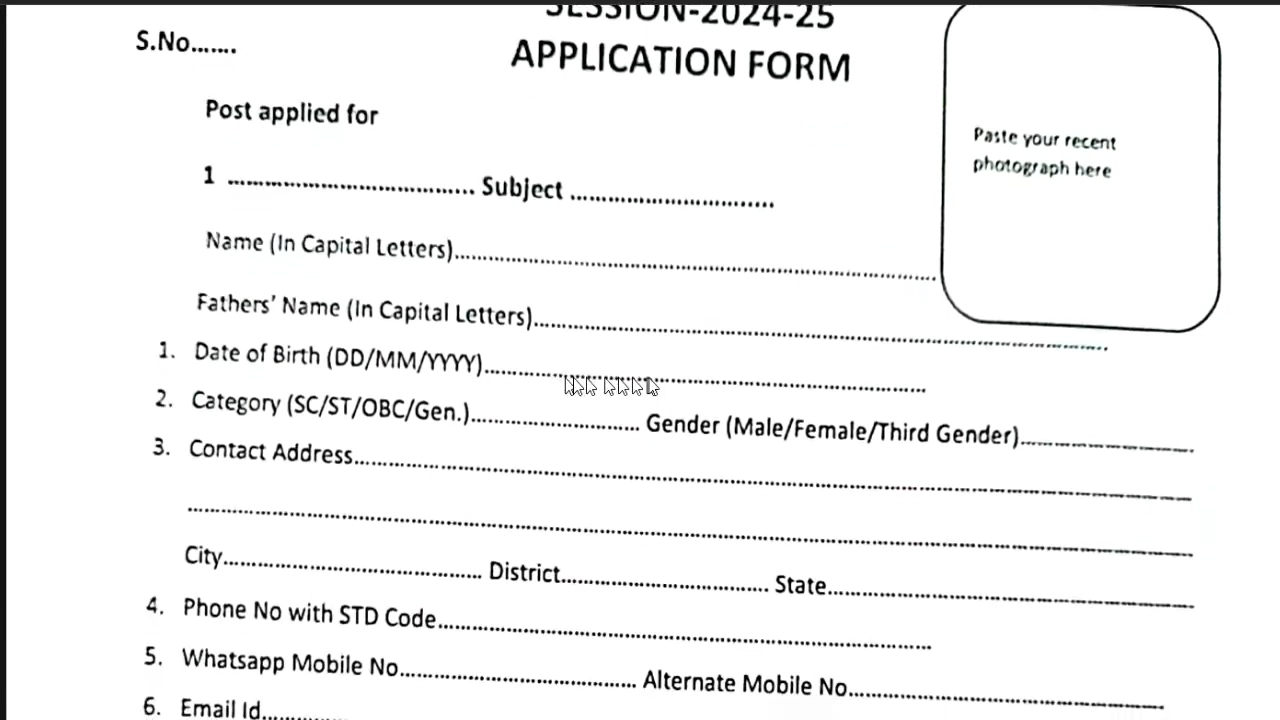 SESSION-2024-25
S.No.......
APPLICATION FORM
Post applied for
Paste your recent
photograph here
1 ................................... Subject ................................
Name (In Capital Letters)................................................................................
Fathers’ Name (In Capital Letters)................................................................................
1. Date of Birth (DD/MM/YYYY)................................................................
2. Category (SC/ST/OBC/Gen.)........................... Gender (Male/Female/Third Gender)...........................
3. Contact Address................................................................................................................
................................................................................................................................
City........................................ District................................ State........................................................
4. Phone No with STD Code................................................................................
5. Whatsapp Mobile No.................................... Alternate Mobile No................................................
6. Email Id..............